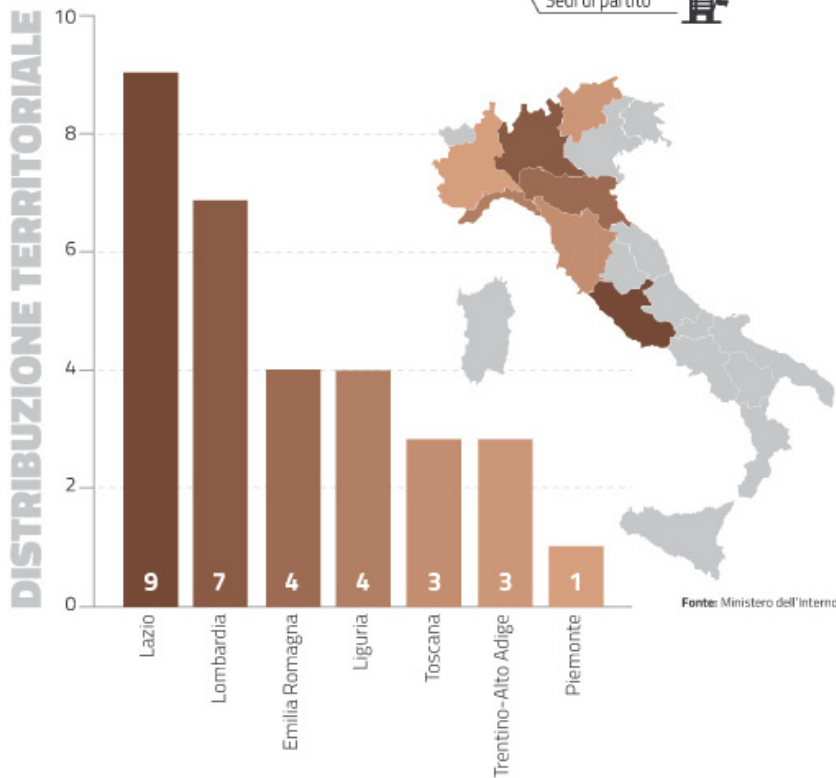 Sedi di partito
DISTRIBUZIONE TERRITORIALE
10
8
6
4
2
0
9
7
4
4
3
3
1
Lazio
Lombardia
Emilia Romagna
Liguria
Toscana
Trentino-Alto Adige
Piemonte
Fonte: Ministero dell'Interno